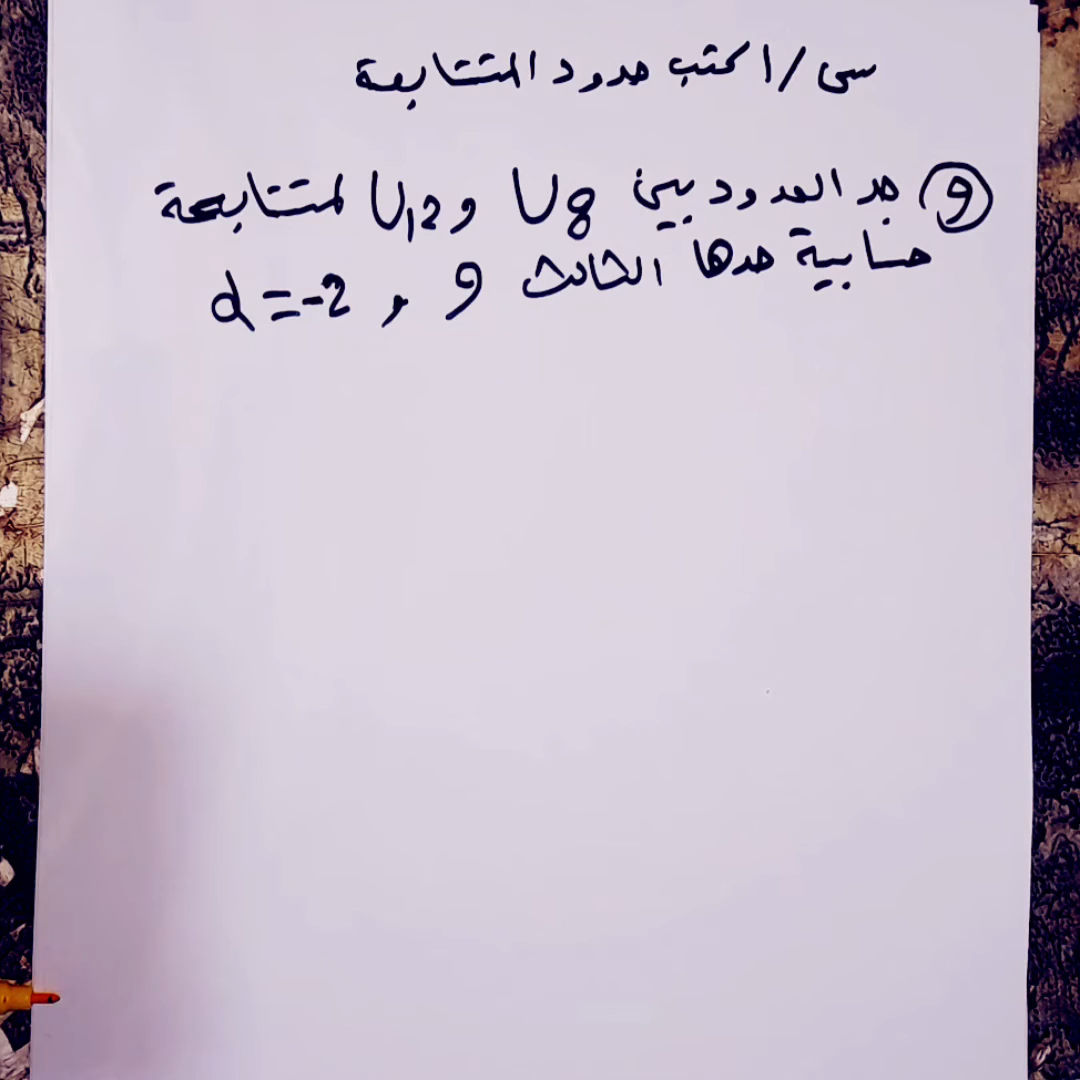 س/ اكتب حدود المتتابعة
9 جد الحدود بين U8 و U12 لمتتابعة
حسابية حدها الثالث 9 , d = -2